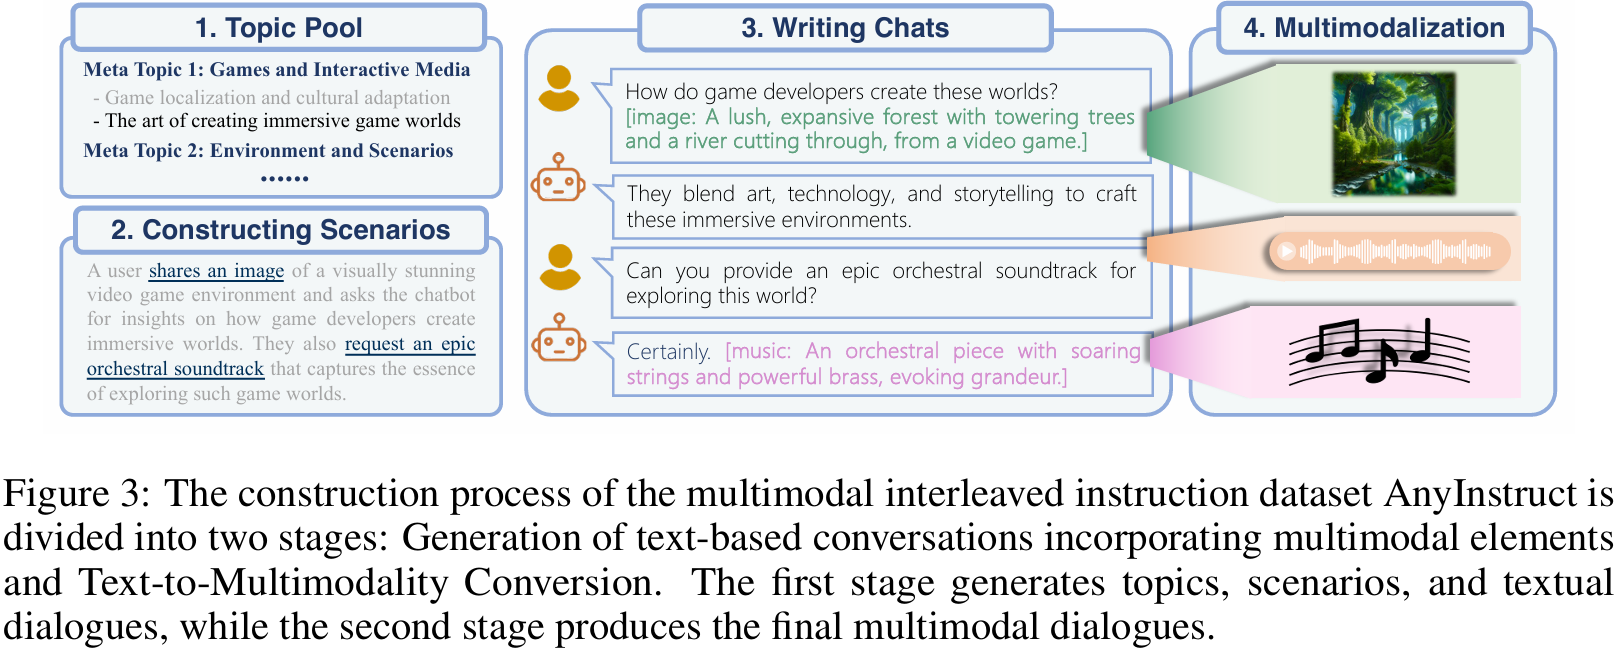 1. Topic Pool
Meta Topic 1: Games and Interactive Media
- Game localization and cultural adaptation
- The art of creating immersive game worlds
Meta Topic 2: Environment and Scenarios
••••••
2. Constructing Scenarios
A user shares an image of a visually stunning
video game environment and asks the chatbot
for insights on how game developers create
immersive worlds. They also request an epic
orchestral soundtrack that captures the essence
of exploring such game worlds.
3. Writing Chats
How do game developers create these worlds?
[image: A lush, expansive forest with towering trees
and a river cutting through, from a video game.]
They blend art, technology, and storytelling to craft
these immersive environments.
Can you provide an epic orchestral soundtrack for
exploring this world?
Certainly. [music: An orchestral piece with soaring
strings and powerful brass, evoking grandeur.]
4. Multimodalization
Figure 3: The construction process of the multimodal interleaved instruction dataset AnyInstruct is
divided into two stages: Generation of text-based conversations incorporating multimodal elements
and Text-to-Multimodality Conversion. The first stage generates topics, scenarios, and textual
dialogues, while the second stage produces the final multimodal dialogues.